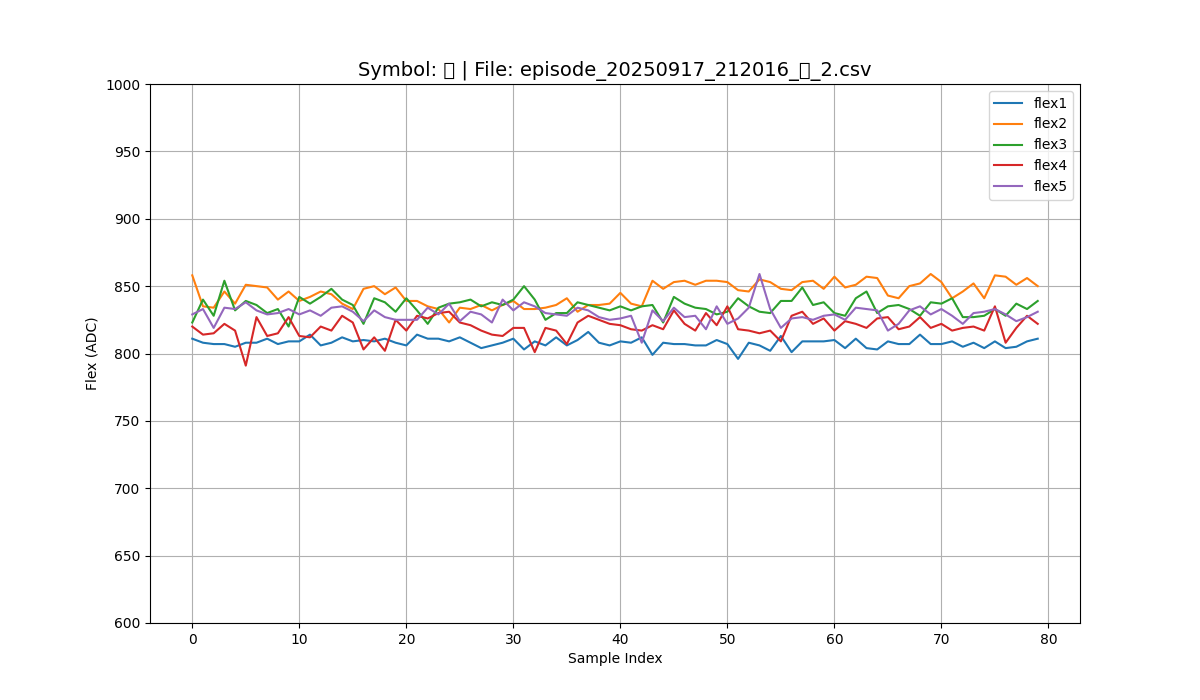 Symbol: | File: episode_20250917_212016_ _2.csv
1000
950
900
850
800
750
700
650
600
Flex (ADC)
0 10 20 30 40 50 60 70 80
Sample Index
flex1
flex2
flex3
flex4
flex5